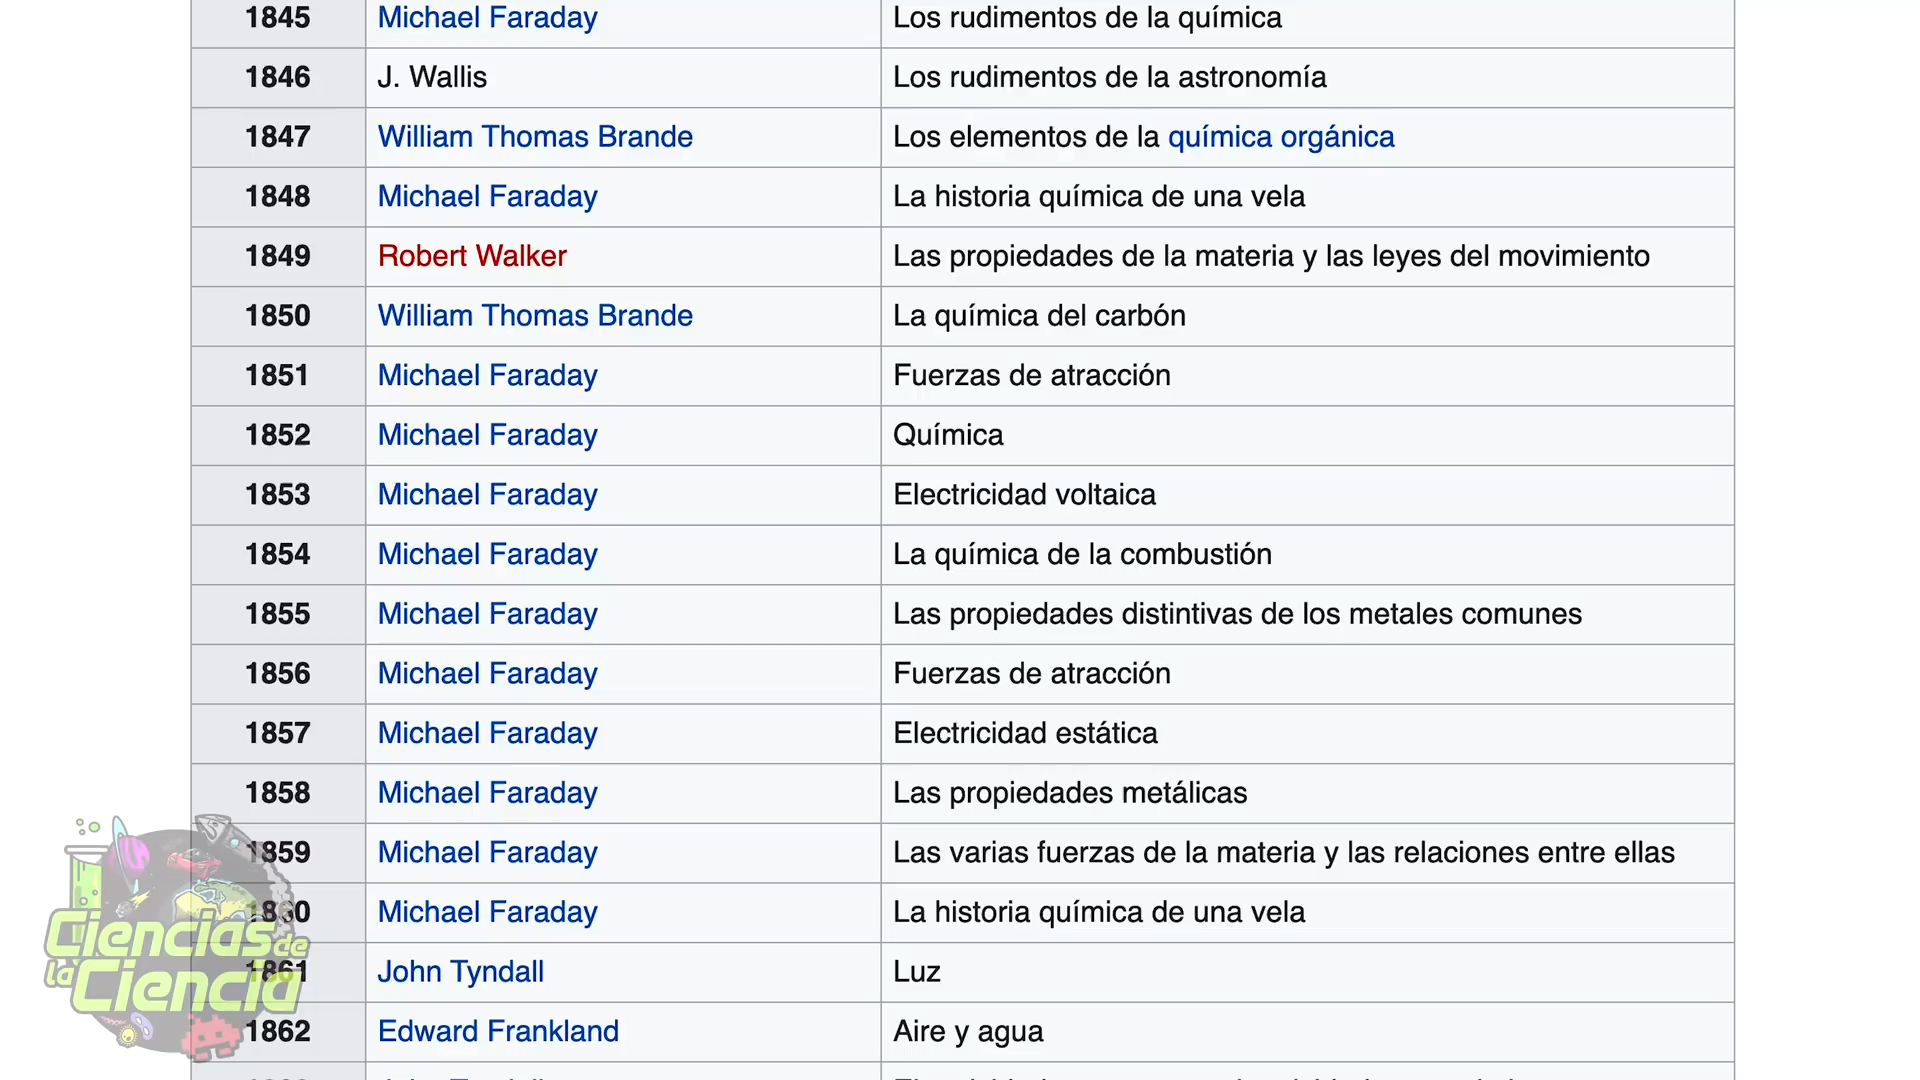 1845 Michael Faraday Los rudimentos de la química
1846 J. Wallis Los rudimentos de la astronomía
1847 William Thomas Brande Los elementos de la química orgánica
1848 Michael Faraday La historia química de una vela
1849 Robert Walker Las propiedades de la materia y las leyes del movimiento
1850 William Thomas Brande La química del carbón
1851 Michael Faraday Fuerzas de atracción
1852 Michael Faraday Química
1853 Michael Faraday Electricidad voltaica
1854 Michael Faraday La química de la combustión
1855 Michael Faraday Las propiedades distintivas de los metales comunes
1856 Michael Faraday Fuerzas de atracción
1857 Michael Faraday Electricidad estática
1858 Michael Faraday Las propiedades metálicas
1859 Michael Faraday Las varias fuerzas de la materia y las relaciones entre ellas
1860 Michael Faraday La historia química de una vela
1861 John Tyndall Luz
1862 Edward Frankland Aire y agua
Ciencias de
la Ciencia